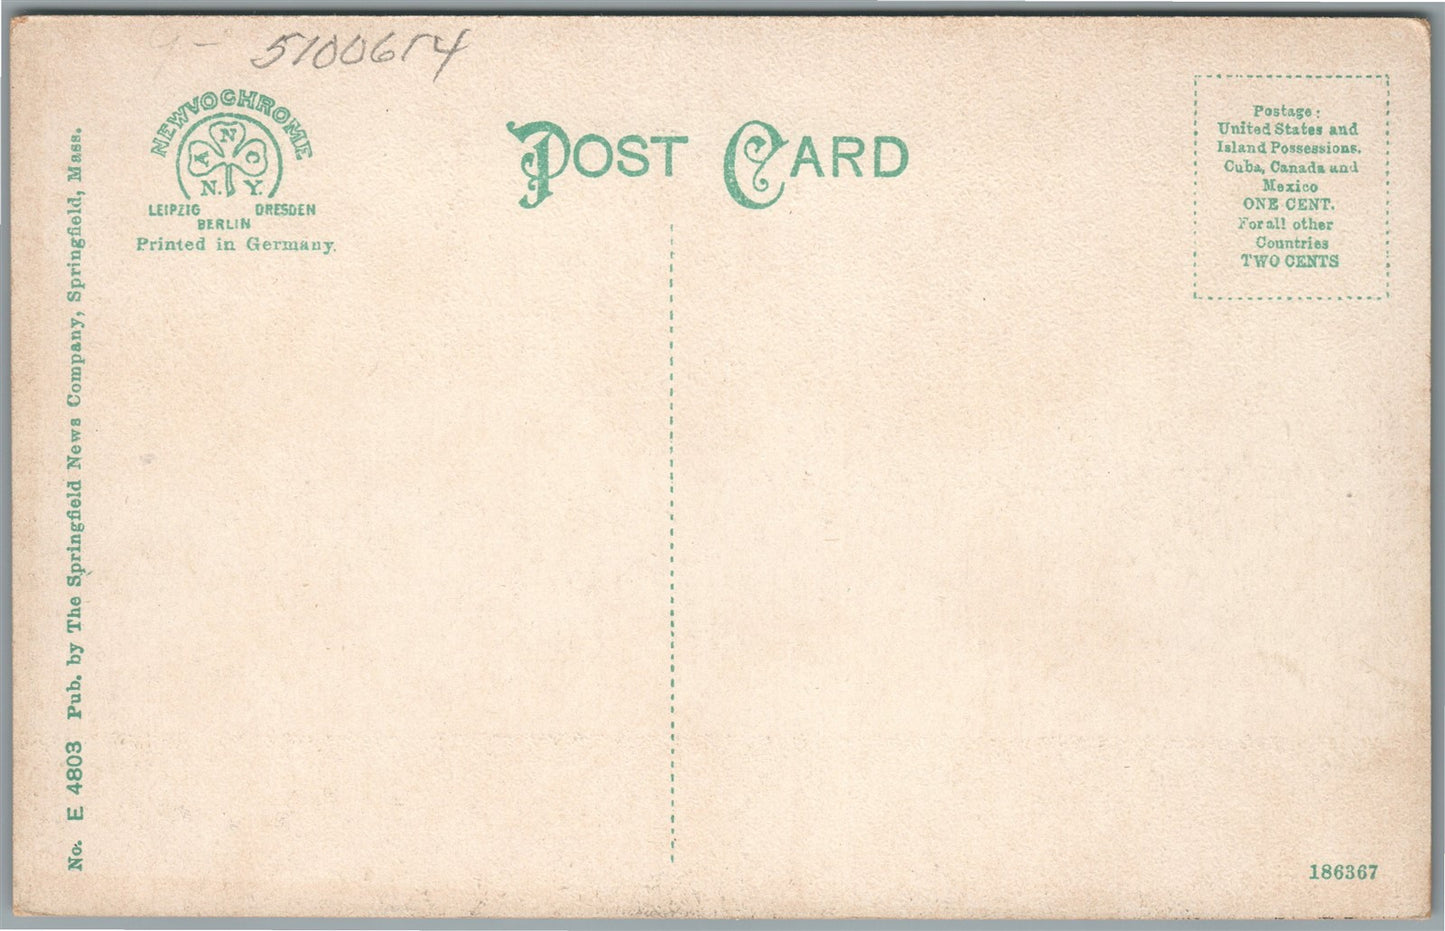 5100614
NEWVOCHROME
A N C
N. Y.
LEIPZIG DRESDEN
BERLIN
Printed in Germany.
POST CARD
Postage:
United States and
Island Possessions,
Cuba, Canada and
Mexico
ONE CENT.
For all other
Countries
TWO CENTS
No. E 4803 Pub. by The Springfield News Company, Springfield, Mass.
186367